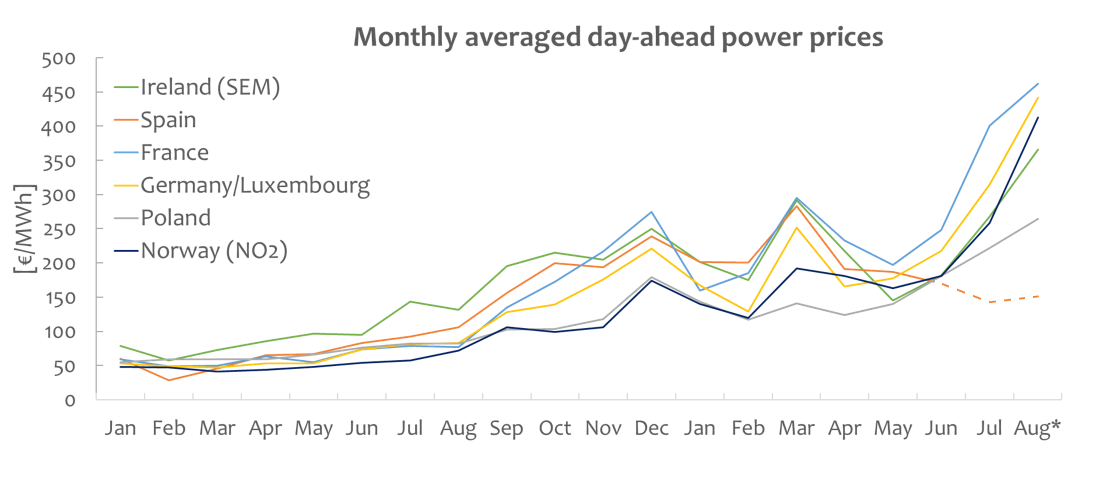 Monthly averaged day-ahead power prices
[€/MWh]
500
450
400
350
300
250
200
150
100
50
0
Ireland (SEM)
Spain
France
Germany/Luxembourg
Poland
Norway (NO2)
Jan Feb Mar Apr May Jun Jul Aug Sep Oct Nov Dec Jan Feb Mar Apr May Jun Jul Aug*